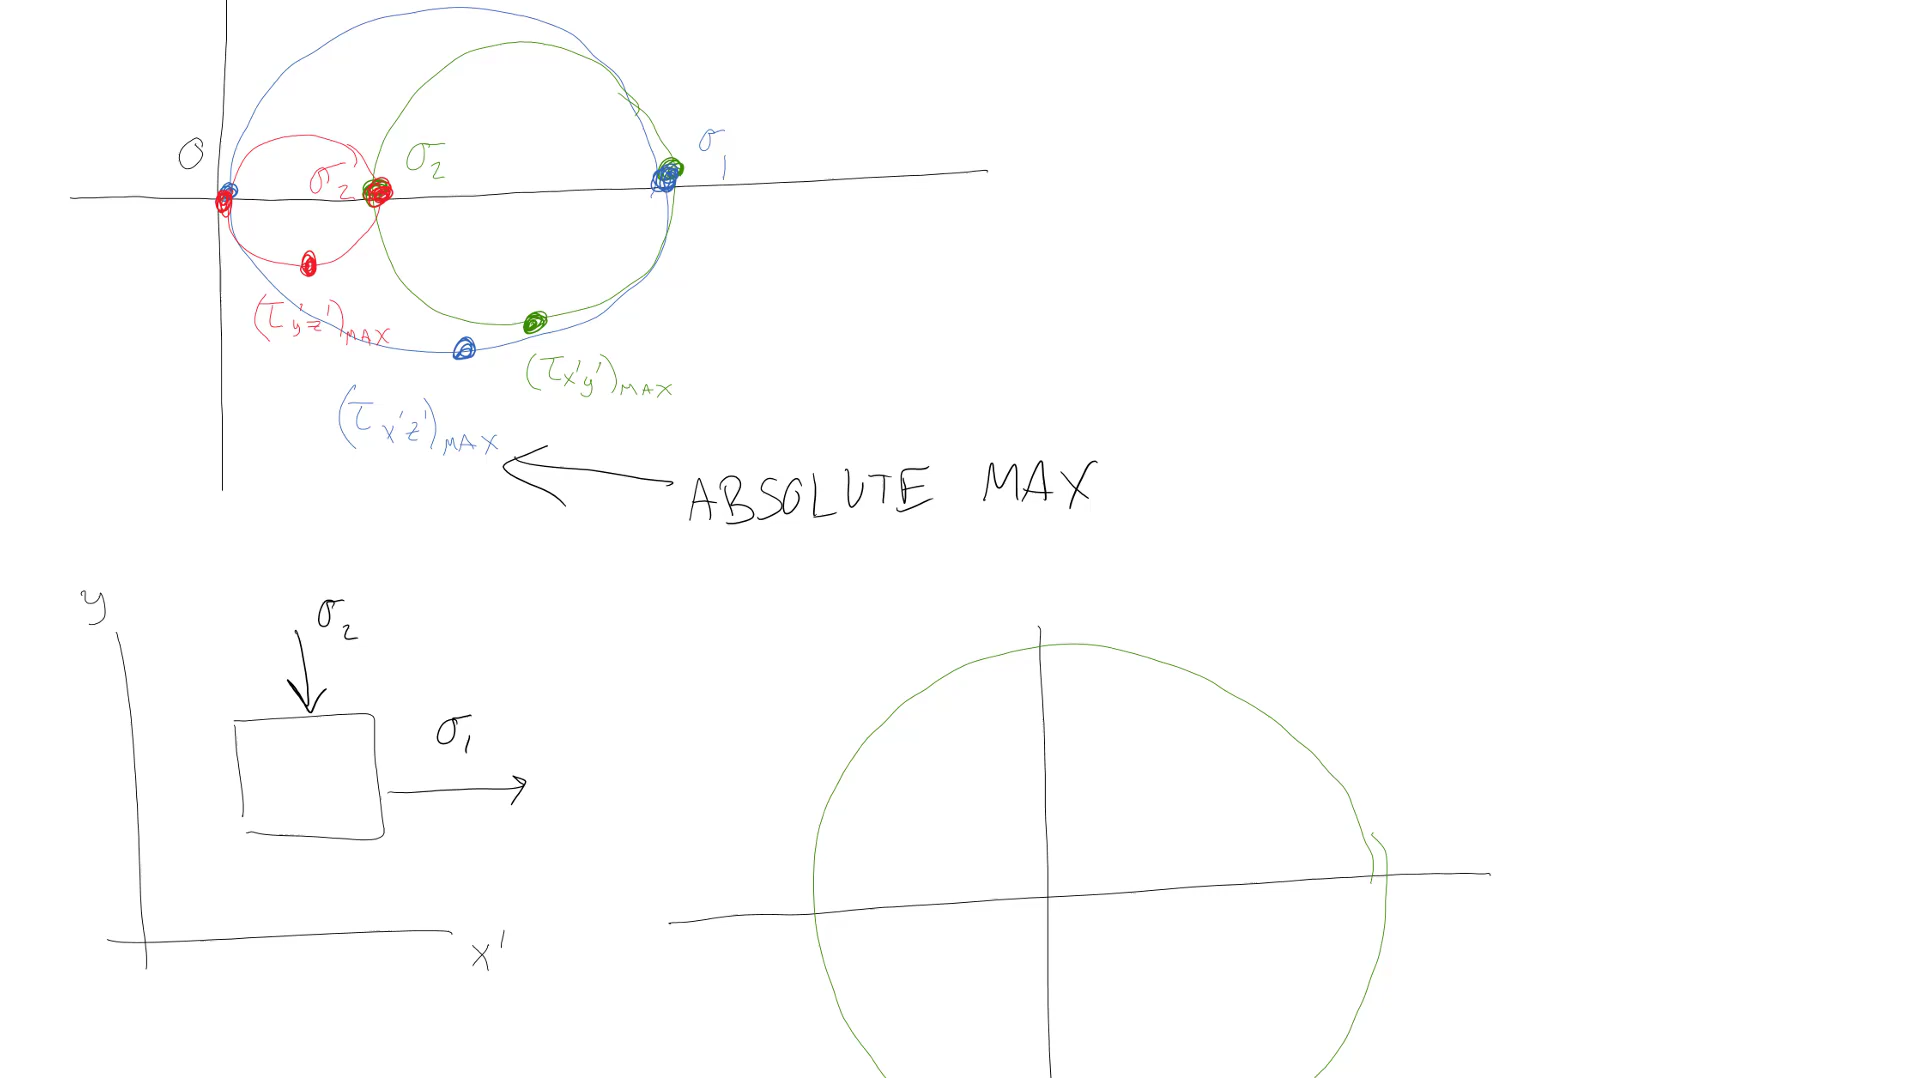 σ₁
O
σ₂
σ₂
(τy'z')MAX
(τx'y')MAX
(τx'z')MAX
ABSOLUTE MAX
y
σ₂
σ₁
x'